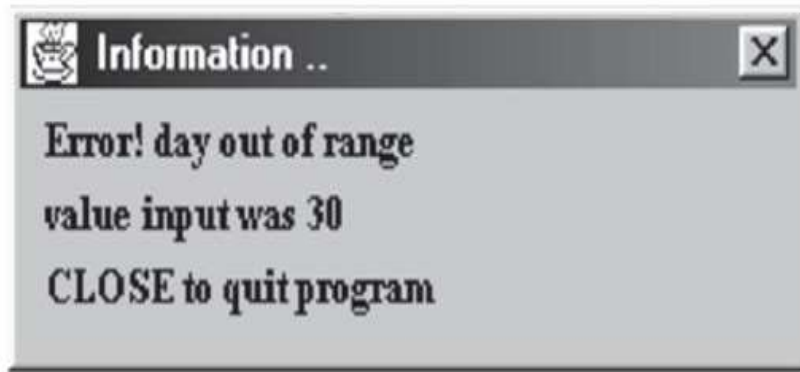 Information ..
Error! day out of range
value input was 30
CLOSE to quit program